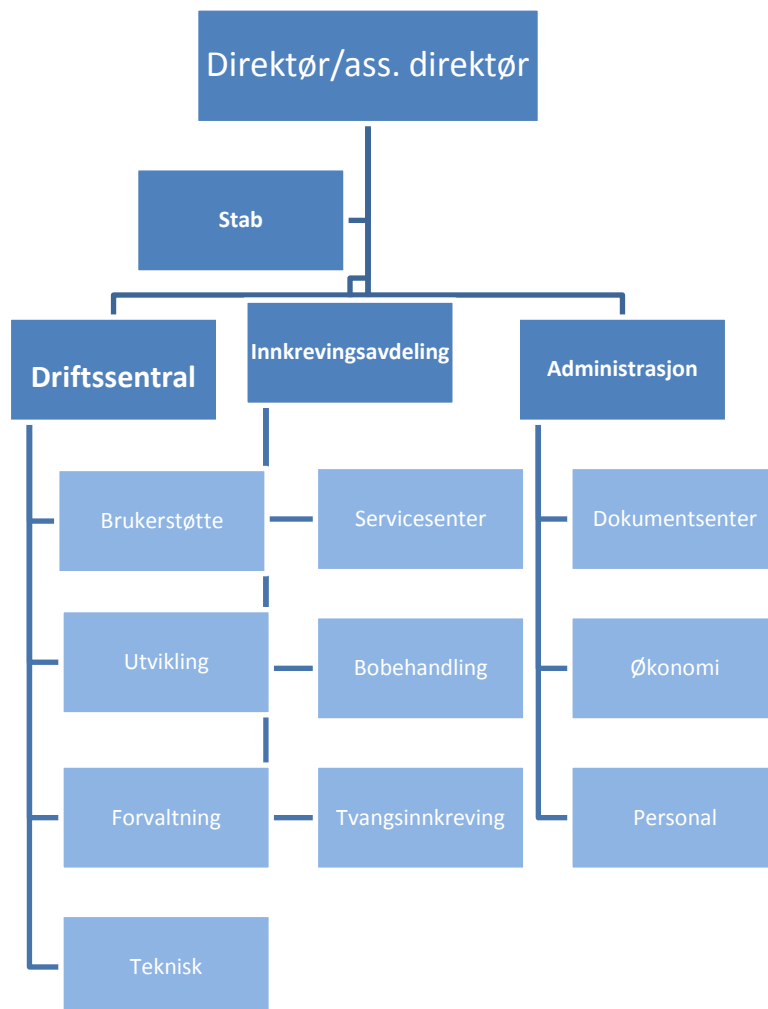 Direktør/ass. direktør
Stab
Driftssentral
Innkrevingsavdeling
Administrasjon
Brukerstøtte
Servicesenter
Dokumentsenter
Utvikling
Bobehandling
Økonomi
Forvaltning
Tvangsinnkreving
Personal
Teknisk